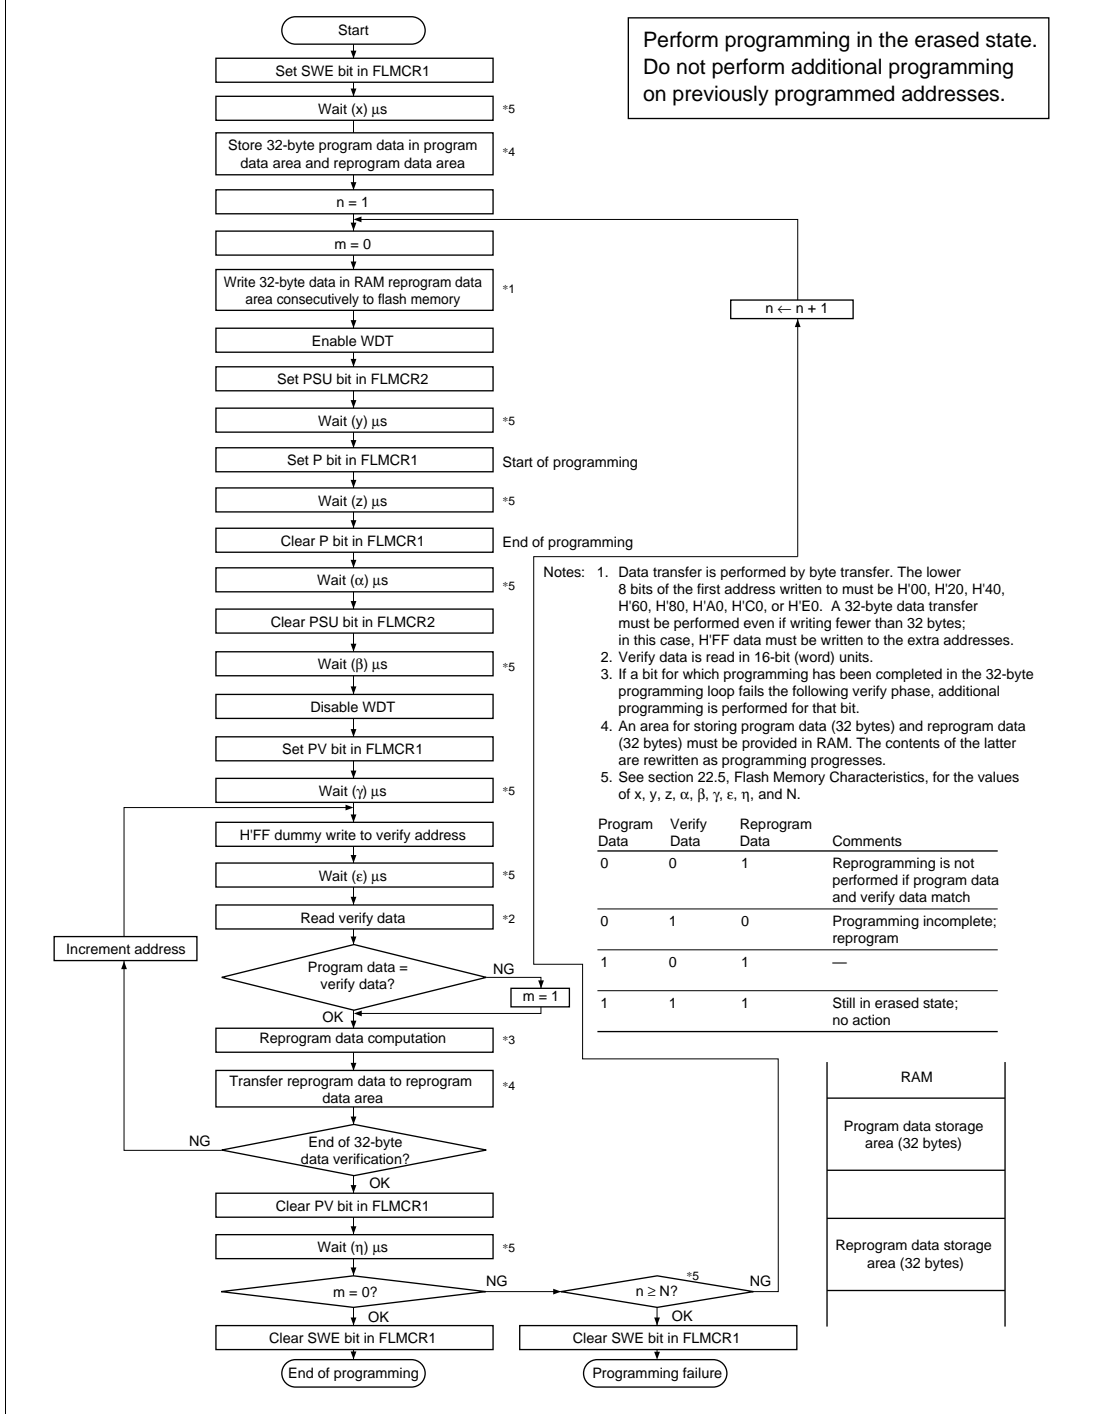 Start
Perform programming in the erased state.
Do not perform additional programming
on previously programmed addresses.
Set SWE bit in FLMCR1
Wait (x) μs
*5
Store 32-byte program data in program
data area and reprogram data area
*4
n = 1
m = 0
Write 32-byte data in RAM reprogram data
area consecutively to flash memory
*1
n ← n + 1
Enable WDT
Set PSU bit in FLMCR2
Wait (y) μs
*5
Set P bit in FLMCR1
Start of programming
Wait (z) μs
*5
Clear P bit in FLMCR1
End of programming
Wait (α) μs
*5
Clear PSU bit in FLMCR2
Wait (β) μs
*5
Disable WDT
Set PV bit in FLMCR1
Wait (γ) μs
*5
H'FF dummy write to verify address
Wait (ε) μs
*5
Read verify data
*2
Increment address
Program data =
verify data?
NG
m = 1
OK
Reprogram data computation
*3
Transfer reprogram data to reprogram
data area
*4
NG
End of 32-byte
data verification?
OK
Clear PV bit in FLMCR1
Wait (η) μs
*5
m = 0?
NG
n ≥ N?
*5
NG
OK
OK
Clear SWE bit in FLMCR1
Clear SWE bit in FLMCR1
End of programming
Programming failure
Notes: 1. Data transfer is performed by byte transfer. The lower
8 bits of the first address written to must be H'00, H'20, H'40,
H'60, H'80, H'A0, H'C0, or H'E0. A 32-byte data transfer
must be performed even if writing fewer than 32 bytes;
in this case, H'FF data must be written to the extra addresses.
2. Verify data is read in 16-bit (word) units.
3. If a bit for which programming has been completed in the 32-byte
programming loop fails the following verify phase, additional
programming is performed for that bit.
4. An area for storing program data (32 bytes) and reprogram data
(32 bytes) must be provided in RAM. The contents of the latter
are rewritten as programming progresses.
5. See section 22.5, Flash Memory Characteristics, for the values
of x, y, z, α, β, γ, ε, η, and N.
Program Verify Reprogram
Data Data Data Comments
0 0 1 Reprogramming is not
performed if program data
and verify data match
0 1 0 Programming incomplete;
reprogram
1 0 1 —
1 1 1 Still in erased state;
no action
RAM
Program data storage
area (32 bytes)
Reprogram data storage
area (32 bytes)